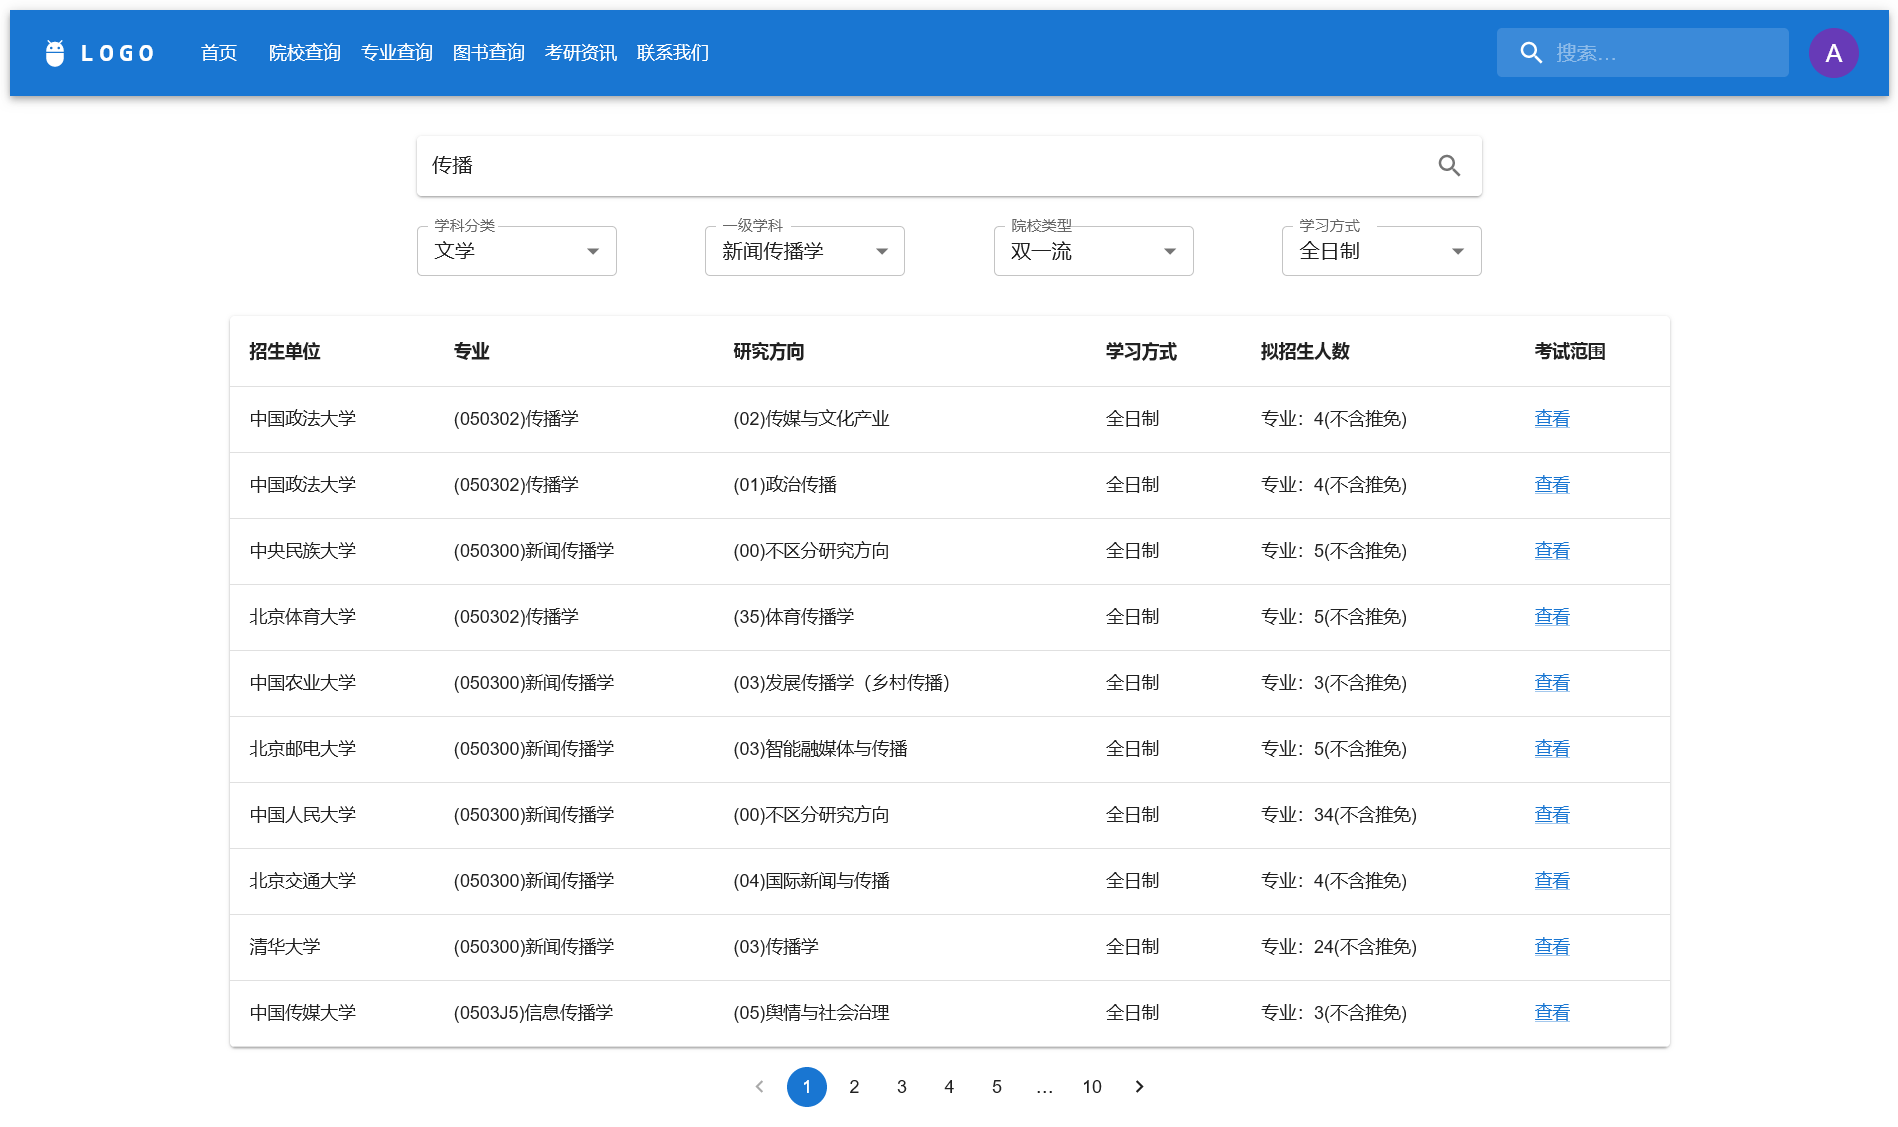 LOGO 首页 院校查询 专业查询 图书查询 考研资讯 联系我们 搜索… A
传播
学科分类 一级学科 院校类型 学习方式
文学 新闻传播学 双一流 全日制
招生单位 专业 研究方向 学习方式 拟招生人数 考试范围
中国政法大学 (050302)传播学 (02)传媒与文化产业 全日制 专业：4(不含推免) 查看
中国政法大学 (050302)传播学 (01)政治传播 全日制 专业：4(不含推免) 查看
中央民族大学 (050300)新闻传播学 (00)不区分研究方向 全日制 专业：5(不含推免) 查看
北京体育大学 (050302)传播学 (35)体育传播学 全日制 专业：5(不含推免) 查看
中国农业大学 (050300)新闻传播学 (03)发展传播学（乡村传播） 全日制 专业：3(不含推免) 查看
北京邮电大学 (050300)新闻传播学 (03)智能融媒体与传播 全日制 专业：5(不含推免) 查看
中国人民大学 (050300)新闻传播学 (00)不区分研究方向 全日制 专业：34(不含推免) 查看
北京交通大学 (050300)新闻传播学 (04)国际新闻与传播 全日制 专业：4(不含推免) 查看
清华大学 (050300)新闻传播学 (03)传播学 全日制 专业：24(不含推免) 查看
中国传媒大学 (0503J5)信息传播学 (05)舆情与社会治理 全日制 专业：3(不含推免) 查看
1 2 3 4 5 … 10